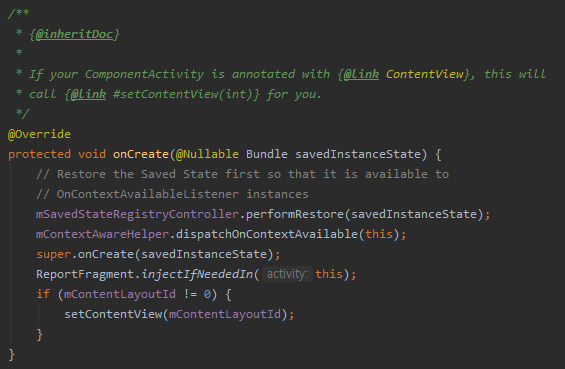 /**
 * {@inheritDoc}
 *
 * If your ComponentActivity is annotated with {@link ContentView}, this will
 * call {@link #setContentView(int)} for you.
 */
@Override
protected void onCreate(@Nullable Bundle savedInstanceState) {
    // Restore the Saved State first so that it is available to
    // OnContextAvailableListener instances
    mSavedStateRegistryController.performRestore(savedInstanceState);
    mContextAwareHelper.dispatchOnContextAvailable(this);
    super.onCreate(savedInstanceState);
    ReportFragment.injectIfNeededIn( activity: this);
    if (mContentLayoutId != 0) {
        setContentView(mContentLayoutId);
    }
}